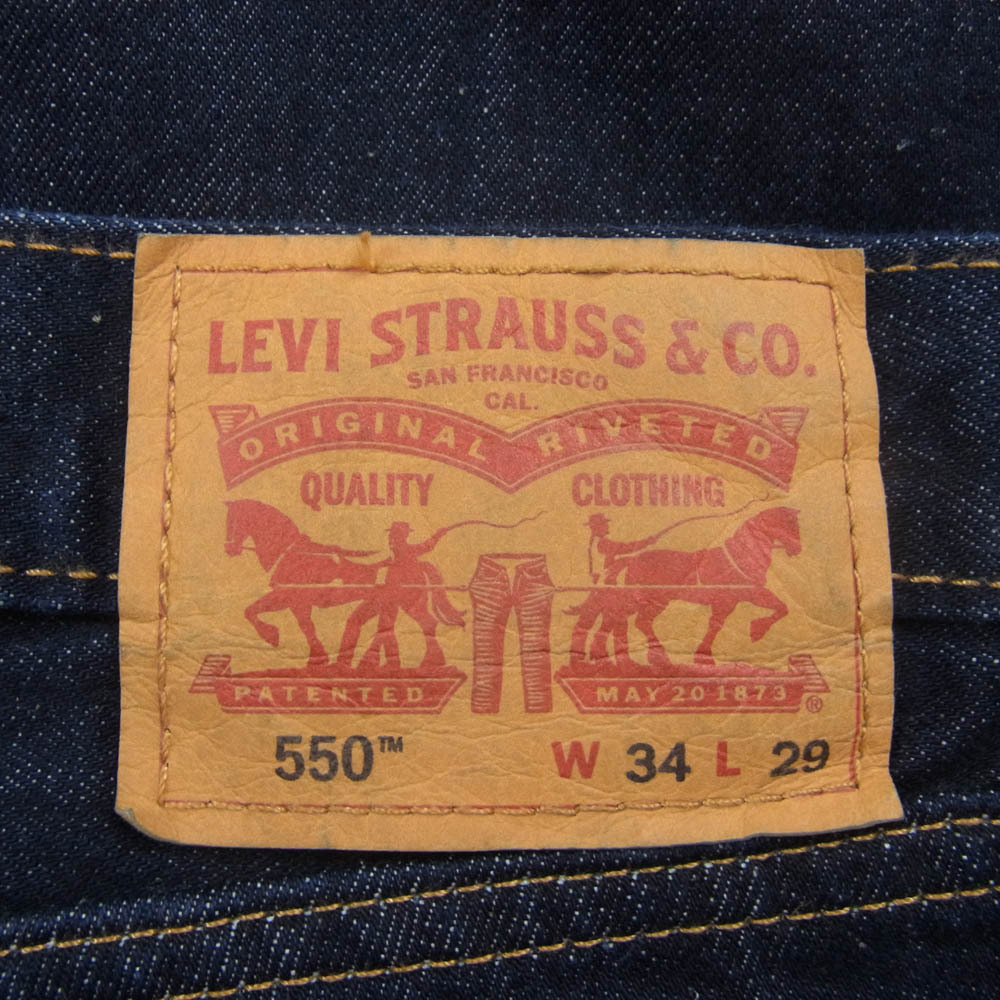 LEVI STRAUSS & CO.
SAN FRANCISCO
CAL.
ORIGINAL RIVETED
QUALITY CLOTHING
PATENTED MAY 20 1873 ®
550™ W 34 L 29